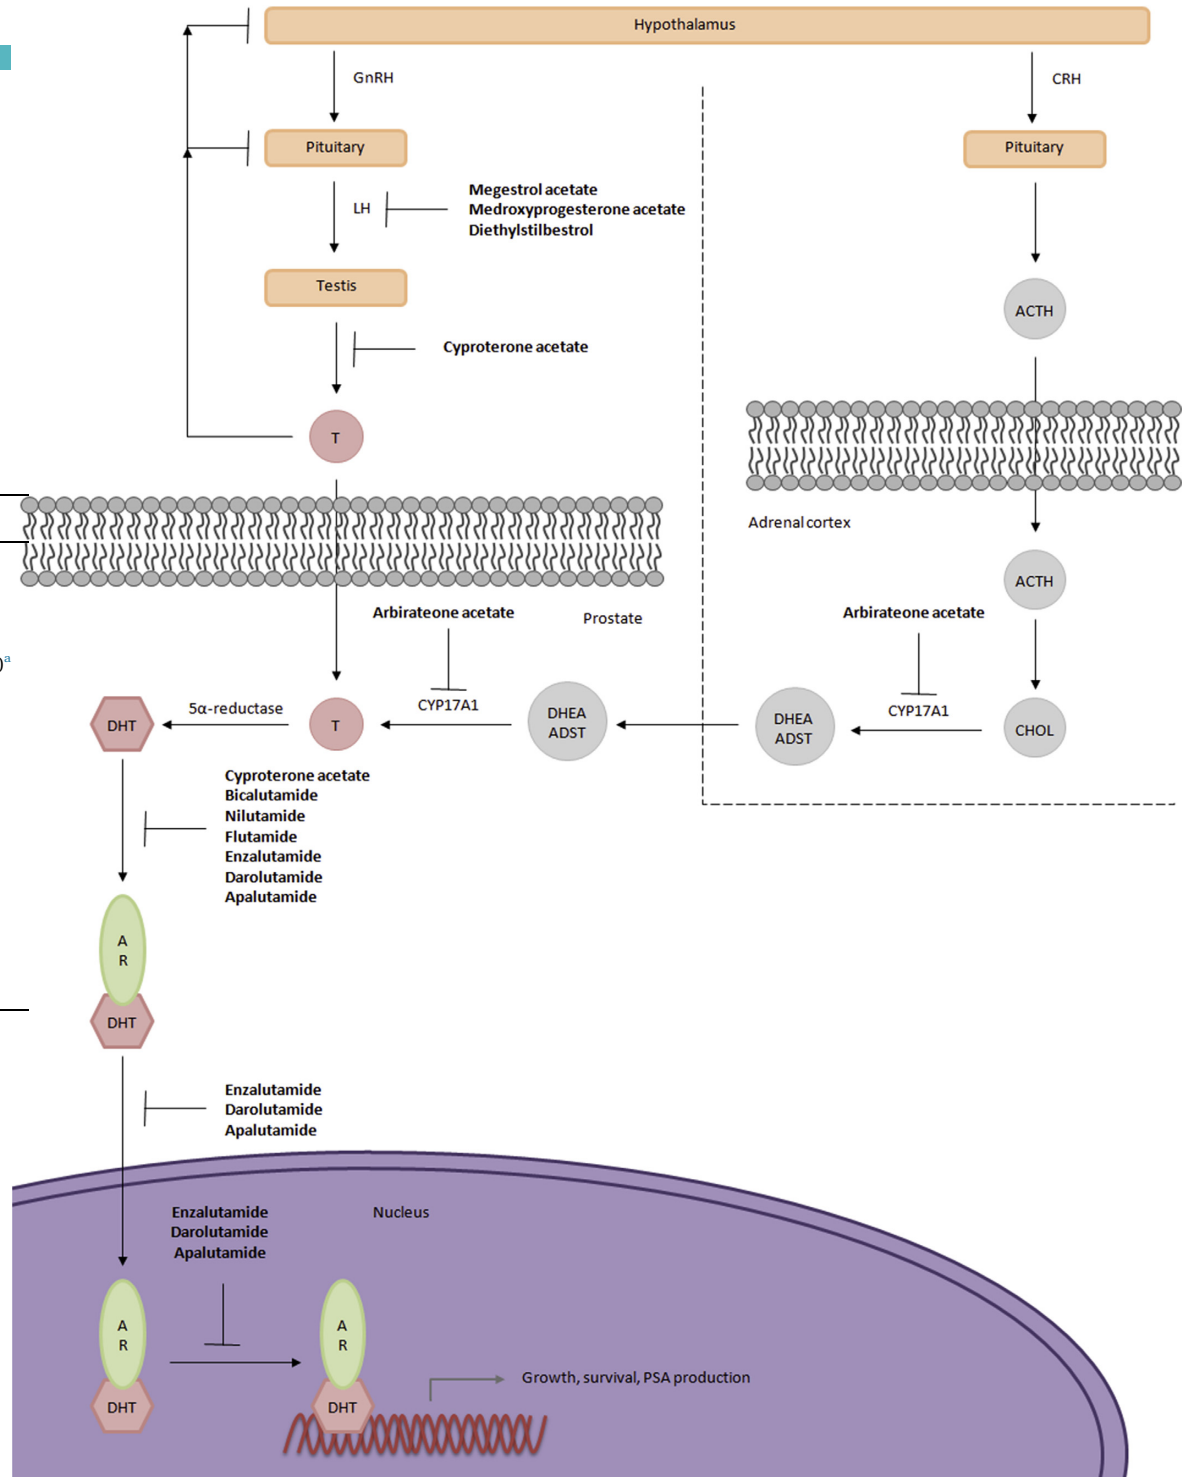 Hypothalamus
GnRH
CRH
Pituitary
Pituitary
LH
Megestrol acetate
Medroxyprogesterone acetate
Diethylstilbestrol
Testis
ACTH
Cyproterone acetate
T
Adrenal cortex
ACTH
Arbirateone acetate
Prostate
Arbirateone acetate
)a
DHT
5α-reductase
T
CYP17A1
DHEA
ADST
DHEA
ADST
CYP17A1
CHOL
Cyproterone acetate
Bicalutamide
Nilutamide
Flutamide
Enzalutamide
Darolutamide
Apalutamide
A
R
DHT
Enzalutamide
Darolutamide
Apalutamide
Enzalutamide
Darolutamide
Apalutamide
Nucleus
A
R
DHT
A
R
DHT
Growth, survival, PSA production